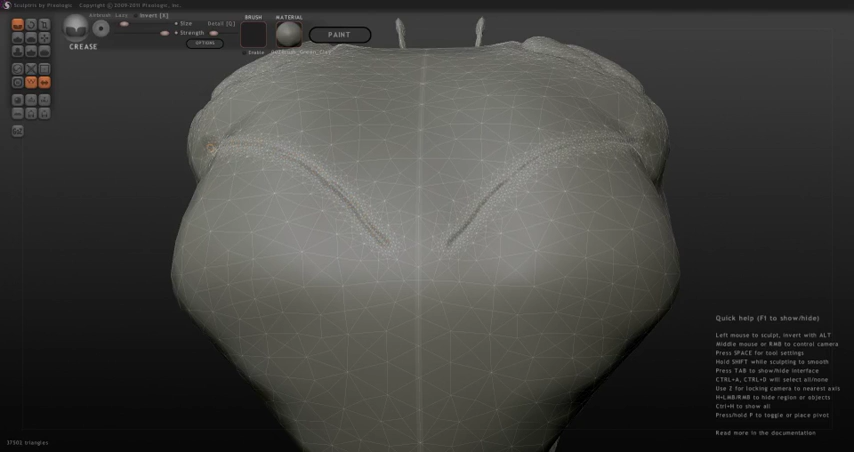 Sculptris by Pixologic Copyright © 2009-2011 Pixologic, Inc.
Airbrush Lazy Invert [X]
Size Detail [Q]
Strength
OPTIONS
CREASE
BRUSH
Enable
MATERIAL
PAINT
Quick help (F1 to show/hide)
Left mouse to sculpt, invert with ALT
Middle mouse or RMB to control camera
Press SPACE for tool settings
Hold SHIFT while sculpting to smooth
Press TAB to show/hide interface
CTRL+A, CTRL+D will select all/none
Use Z for locking camera to nearest axis
H+LMB/RMB to hide region or objects
Ctrl+H to show all
Press/hold P to toggle or place pivot
Read more in the documentation
triangles